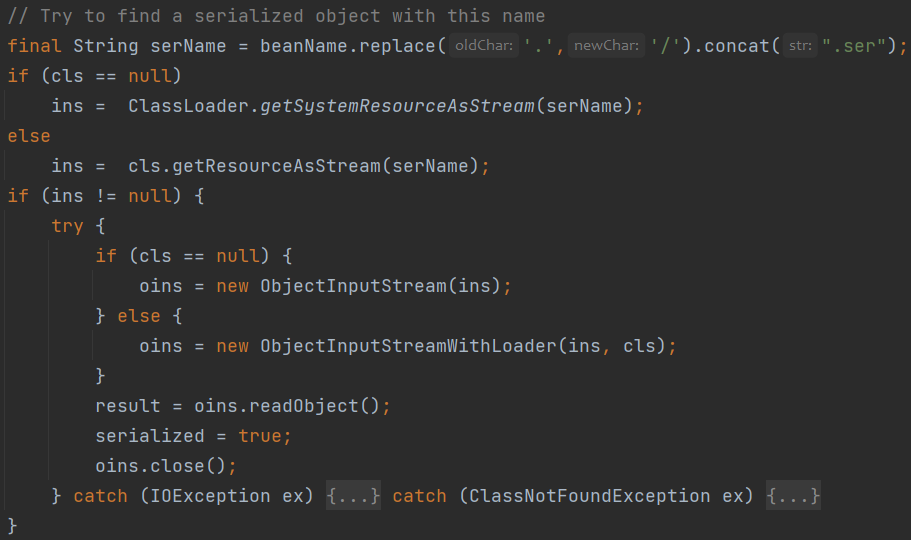 // Try to find a serialized object with this name
final String serName = beanName.replace( oldChar: '.', newChar: '/').concat( str: ".ser");
if (cls == null)
    ins =  ClassLoader.getSystemResourceAsStream(serName);
else
    ins =  cls.getResourceAsStream(serName);
if (ins != null) {
    try {
        if (cls == null) {
            oins = new ObjectInputStream(ins);
        } else {
            oins = new ObjectInputStreamWithLoader(ins, cls);
        }
        result = oins.readObject();
        serialized = true;
        oins.close();
    } catch (IOException ex) {...} catch (ClassNotFoundException ex) {...}
}